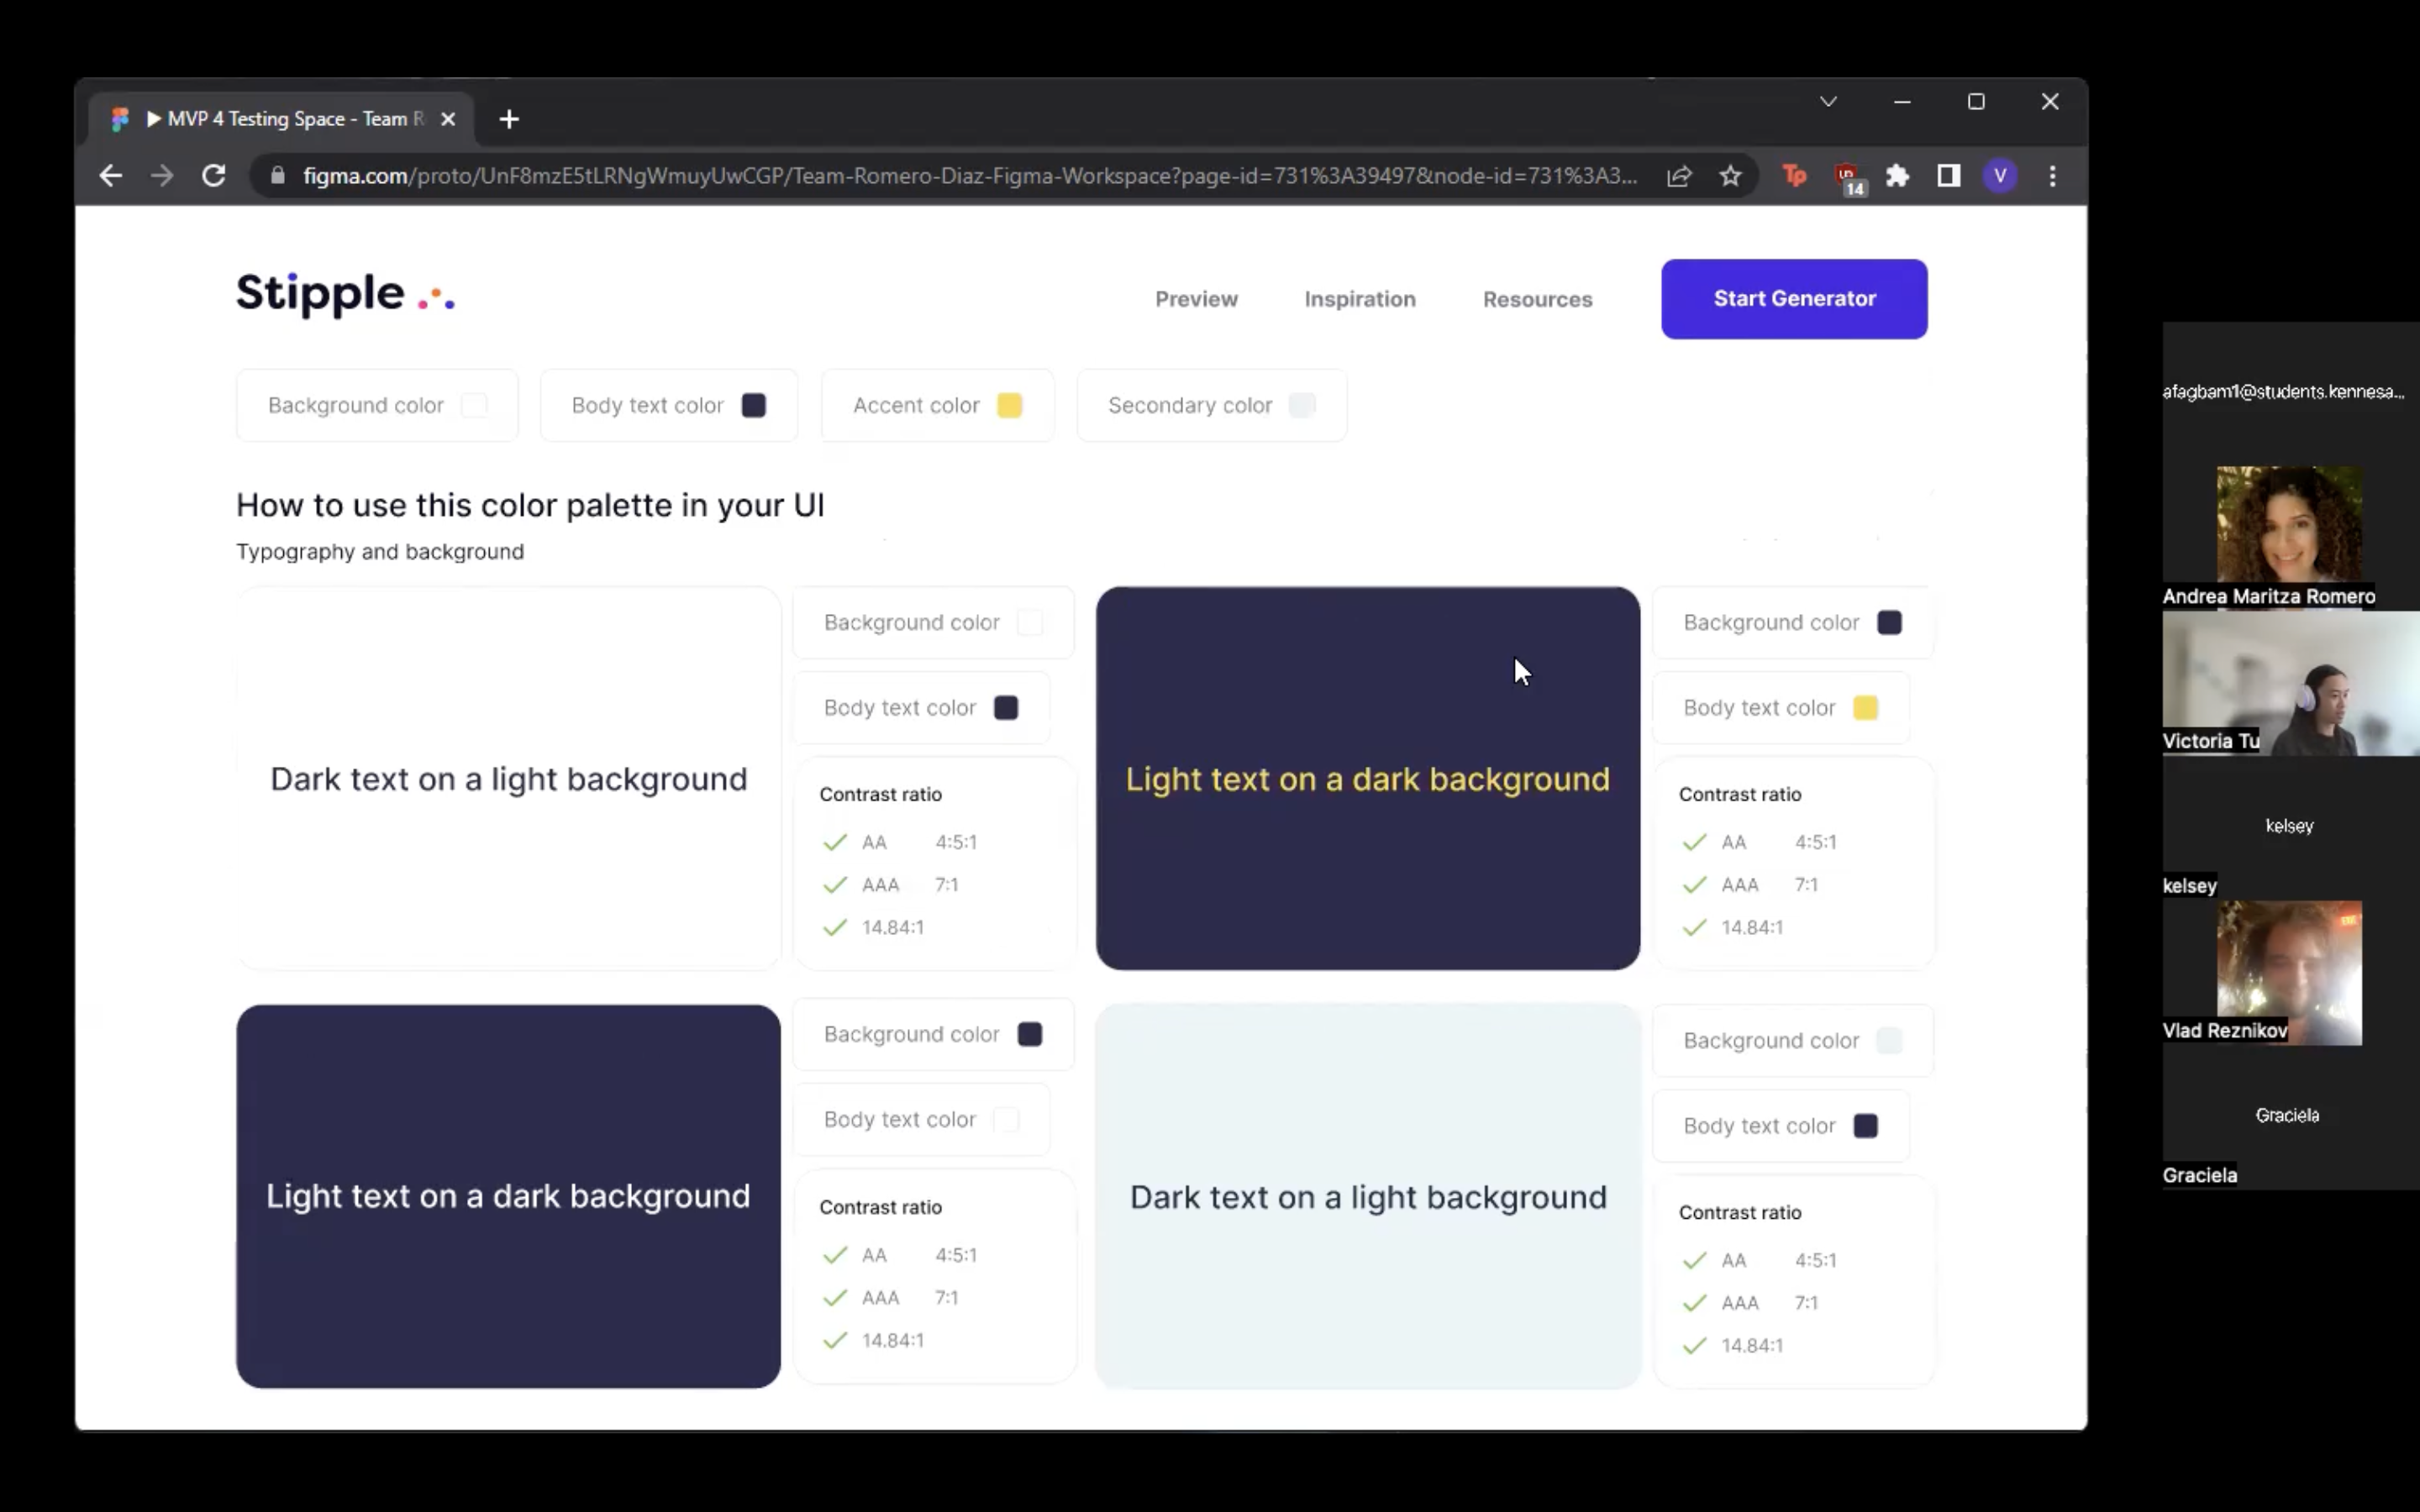 MVP 4 Testing Space - Team R
figma.com/proto/UnF8mzE5tLRNgWmuyUwCGP/Team-Romero-Diaz-Figma-Workspace?page-id=731%3A39497&node-id=731%3A3...
Tp
14
V
Stipple
Preview
Inspiration
Resources
Start Generator
Background color
Body text color
Accent color
Secondary color
How to use this color palette in your UI
Typography and background
Dark text on a light background
Background color
Body text color
Contrast ratio
AA 4:5:1
AAA 7:1
14.84:1
Light text on a dark background
Background color
Body text color
Contrast ratio
AA 4:5:1
AAA 7:1
14.84:1
Light text on a dark background
Background color
Body text color
Contrast ratio
AA 4:5:1
AAA 7:1
14.84:1
Dark text on a light background
Background color
Body text color
Contrast ratio
AA 4:5:1
AAA 7:1
14.84:1
afagbam1@students.kennesa...
Andrea Maritza Romero
Victoria Tu
kelsey
kelsey
Vlad Reznikov
Graciela
Graciela